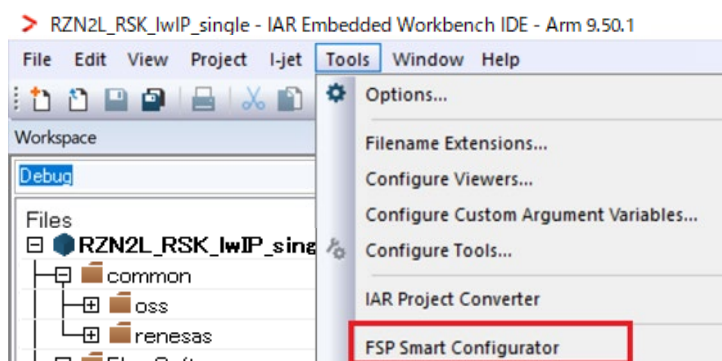 RZN2L_RSK_lwIP_single - IAR Embedded Workbench IDE - Arm 9.50.1
File Edit View Project I-jet Tools Window Help
Options...
Workspace
Filename Extensions...
Debug
Configure Viewers...
Files
Configure Custom Argument Variables...
RZN2L_RSK_lwIP_sing
Configure Tools...
common
oss
IAR Project Converter
renesas
FSP Smart Configurator